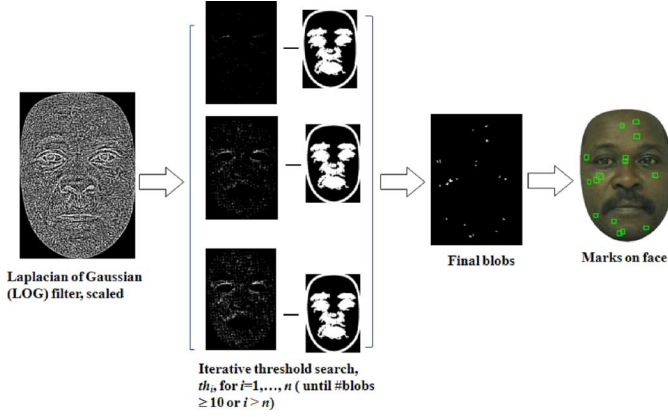 Laplacian of Gaussian
(LOG) filter, scaled
Iterative threshold search,
thᵢ, for i=1,…, n ( until #blobs
≥ 10 or i > n)
Final blobs
Marks on face